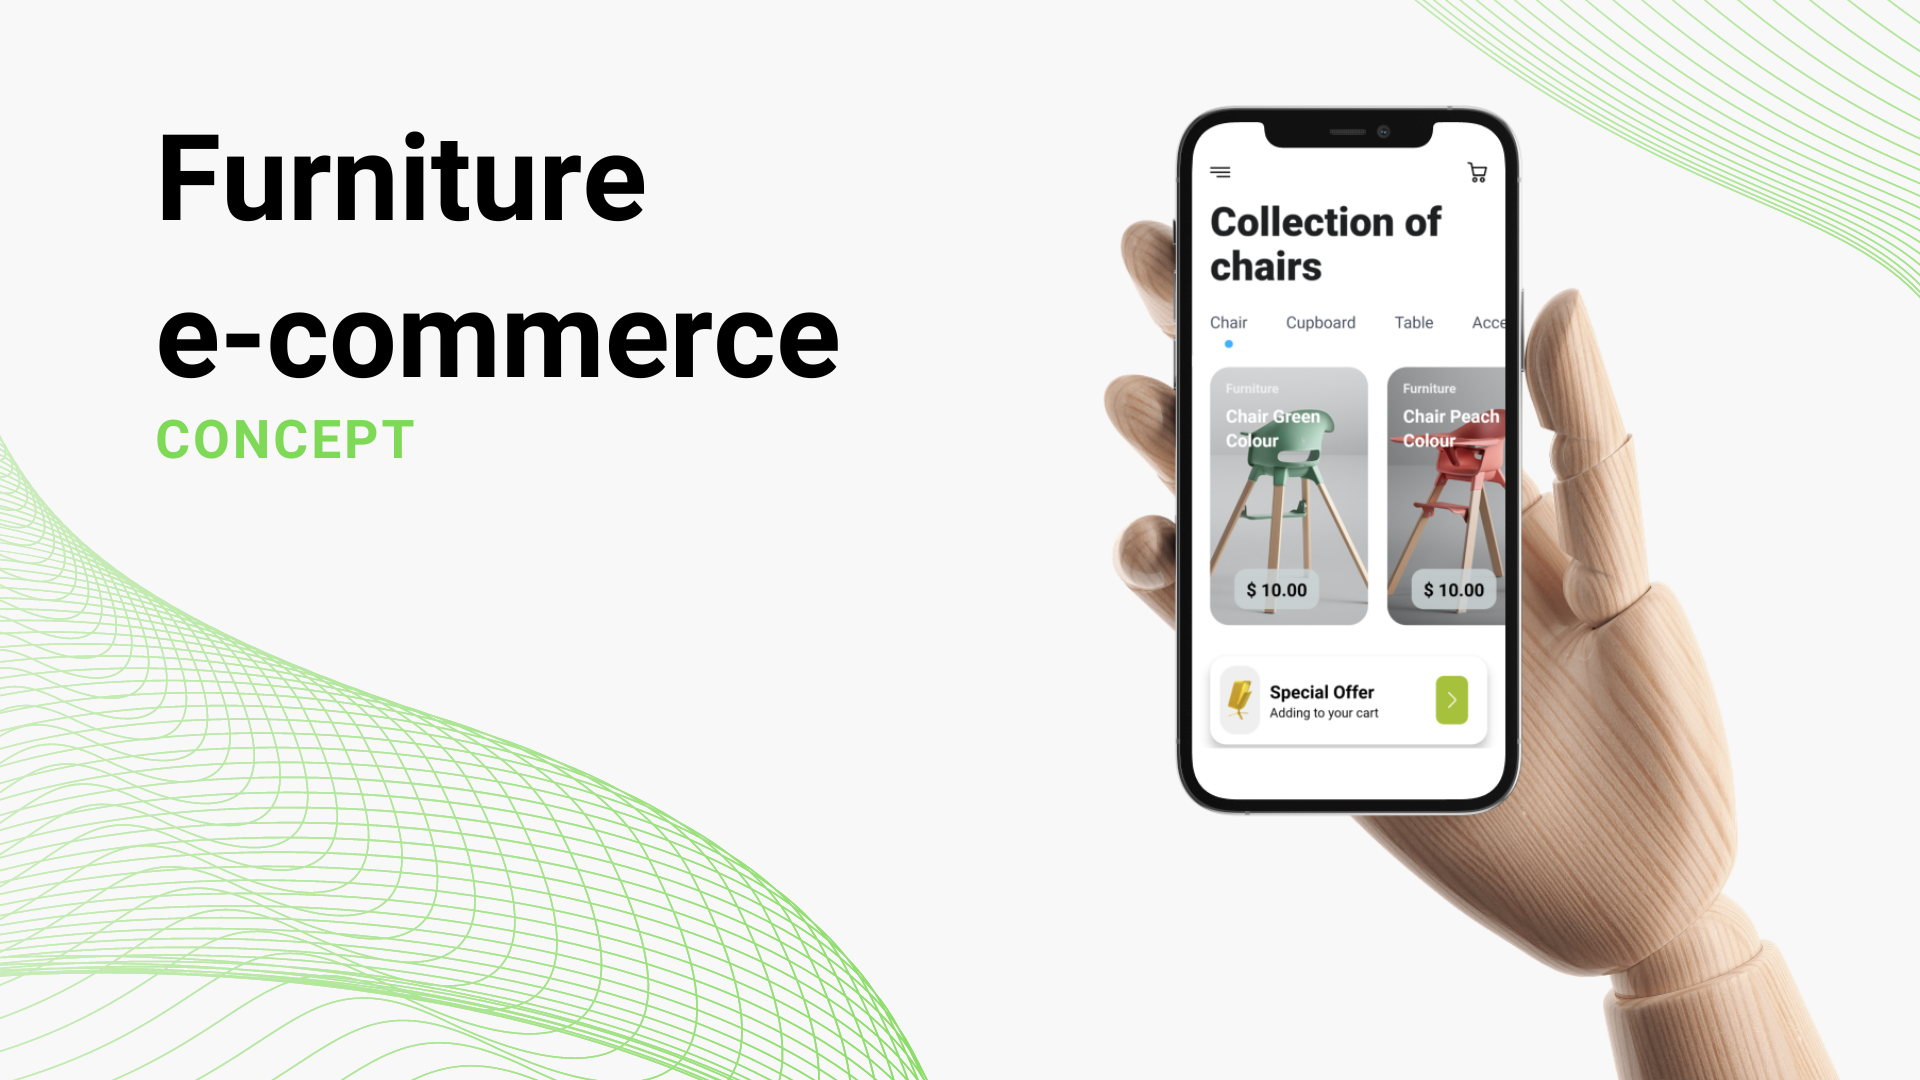 Furniture
e-commerce
CONCEPT
Collection of
chairs
Chair Cupboard Table Acce
Furniture
Chair Green
Colour
$ 10.00
Furniture
Chair Peach
Colour
$ 10.00
Special Offer
Adding to your cart